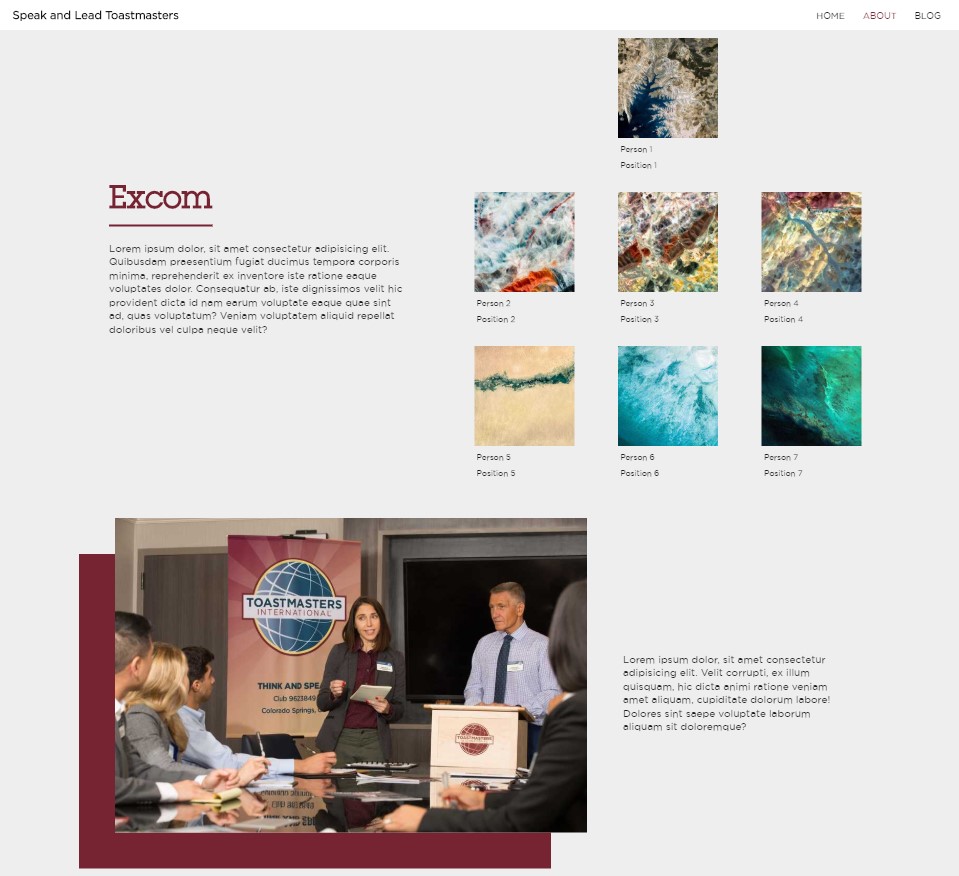 Speak and Lead Toastmasters
HOME ABOUT BLOG
Person 1
Position 1
Excom
Lorem ipsum dolor, sit amet consectetur adipisicing elit.
Quibusdam praesentium fugiat ducimus tempora corporis
minima, reprehenderit ex inventore iste ratione eaque
voluptates dolor. Consequatur ab, iste dignissimos velit hic
provident dicta id nam earum voluptate eaque quae sint
ad, quas voluptatum? Veniam voluptatem aliquid repellat
doloribus vel culpa neque velit?
Person 2
Position 2
Person 3
Position 3
Person 4
Position 4
Person 5
Position 5
Person 6
Position 6
Person 7
Position 7
TOASTMASTERS
INTERNATIONAL
THINK AND SPEA
Club 9623849
Colorado Springs,
TOASTMASTERS
Lorem ipsum dolor, sit amet consectetur
adipisicing elit. Velit corrupti, ex illum
quisquam, hic dicta animi ratione veniam
amet aliquam, cupiditate dolorum labore!
Dolores sint saepe voluptate laborum
aliquam sit doloremque?